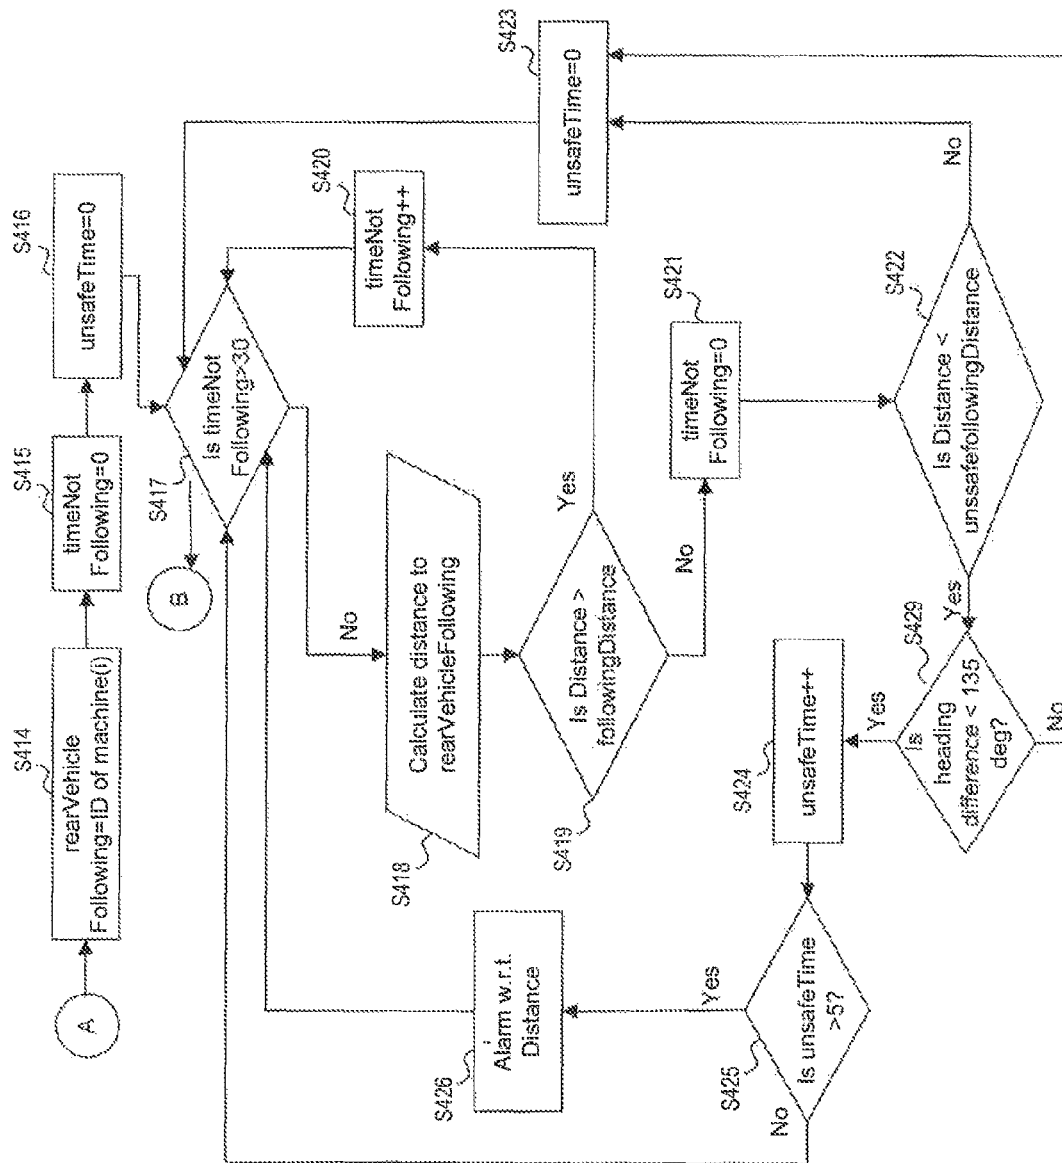 A
S414
rearVehicle
Following=ID of machine(i)
S415
timeNot
Following=0
S416
unsafeTime=0
B
S417
Is timeNot
Following>30
No
S418
Calculate distance to
rearVehicleFollowing
S419
Is Distance >
followingDistance
Yes
S420
timeNot
Following++
No
S421
timeNot
Following=0
S422
Is Distance <
unssafefollowingDistance
No
S423
unsafeTime=0
Yes
S429
Is
heading
difference < 135
deg?
No
Yes
S424
unsafeTime++
S425
Is unsafeTime
>5?
No
Yes
S426
Alarm w.r.t.
Distance